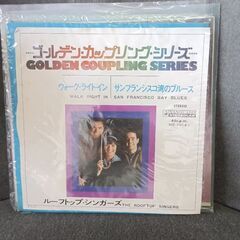 ゴールデン・カップリング・シリーズ
GOLDEN COUPLING SERIES
ウォーク・ライト・イン サンフランシスコ湾のブルース
WALK RIGHT IN SAN FRANCISCO BAY BLUES
STEREO
ルーフトップ・シンガーズ THE ROOFTOP SINGERS